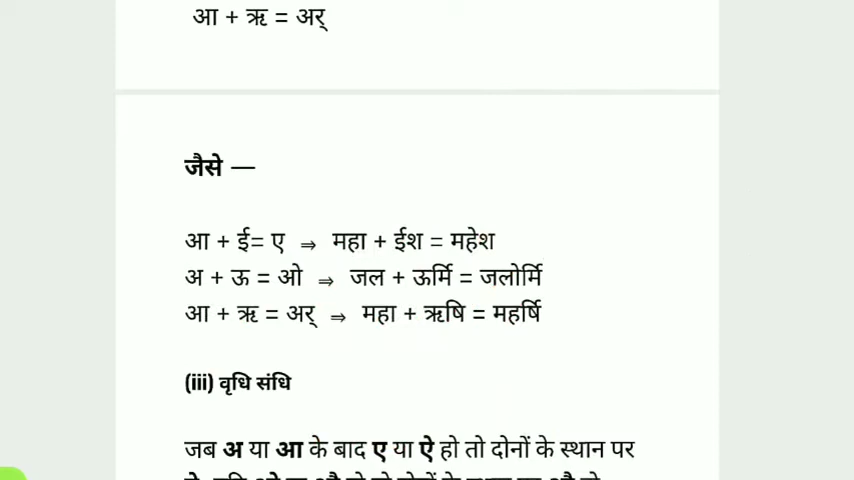 आ + ऋ = अर्
जैसे —
आ + ई= ए ⇒ महा + ईश = महेश
अ + ऊ = ओ ⇒ जल + ऊर्मि = जलोर्मि
आ + ऋ = अर् ⇒ महा + ऋषि = महर्षि
(iii) वृधि संधि
जब अ या आ के बाद ए या ऐ हो तो दोनों के स्थान पर